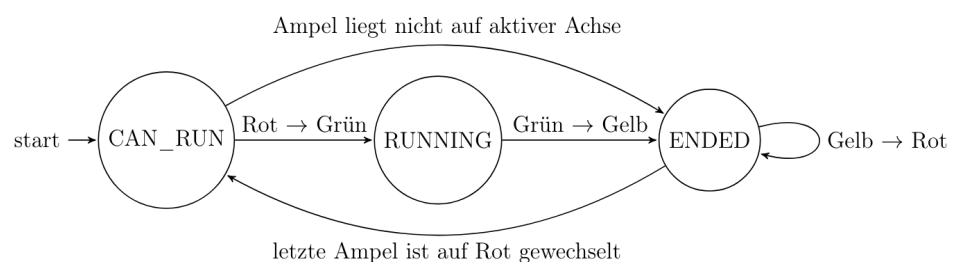 Ampel liegt nicht auf aktiver Achse
start
CAN_RUN
Rot → Grün
RUNNING
Grün → Gelb
ENDED
Gelb → Rot
letzte Ampel ist auf Rot gewechselt